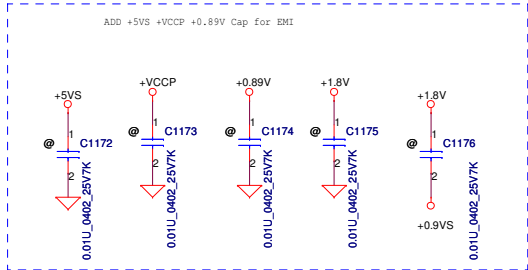 ADD +5VS +VCCP +0.89V Cap for EMI
+5VS
+VCCP
+0.89V
+1.8V
+1.8V
1
1
1
1
1
@
C1172
@
C1173
@
C1174
@
C1175
@
C1176
2
2
2
2
2
0.01U_0402_25V7K
0.01U_0402_25V7K
0.01U_0402_25V7K
0.01U_0402_25V7K
0.01U_0402_25V7K
+0.9VS